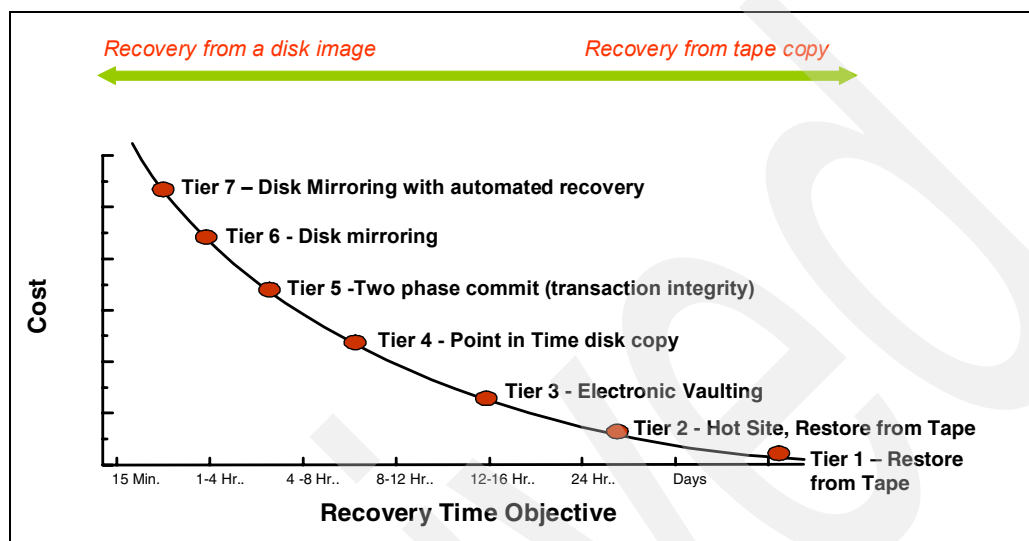 Recovery from a disk image
Recovery from tape copy
Tier 7 – Disk Mirroring with automated recovery
Tier 6 - Disk mirroring
Tier 5 -Two phase commit (transaction integrity)
Tier 4 - Point in Time disk copy
Tier 3 - Electronic Vaulting
Tier 2 - Hot Site, Restore from Tape
Tier 1 – Restore
from Tape
Cost
15 Min.
1-4 Hr..
4 -8 Hr..
8-12 Hr..
12-16 Hr..
24 Hr..
Days
Recovery Time Objective